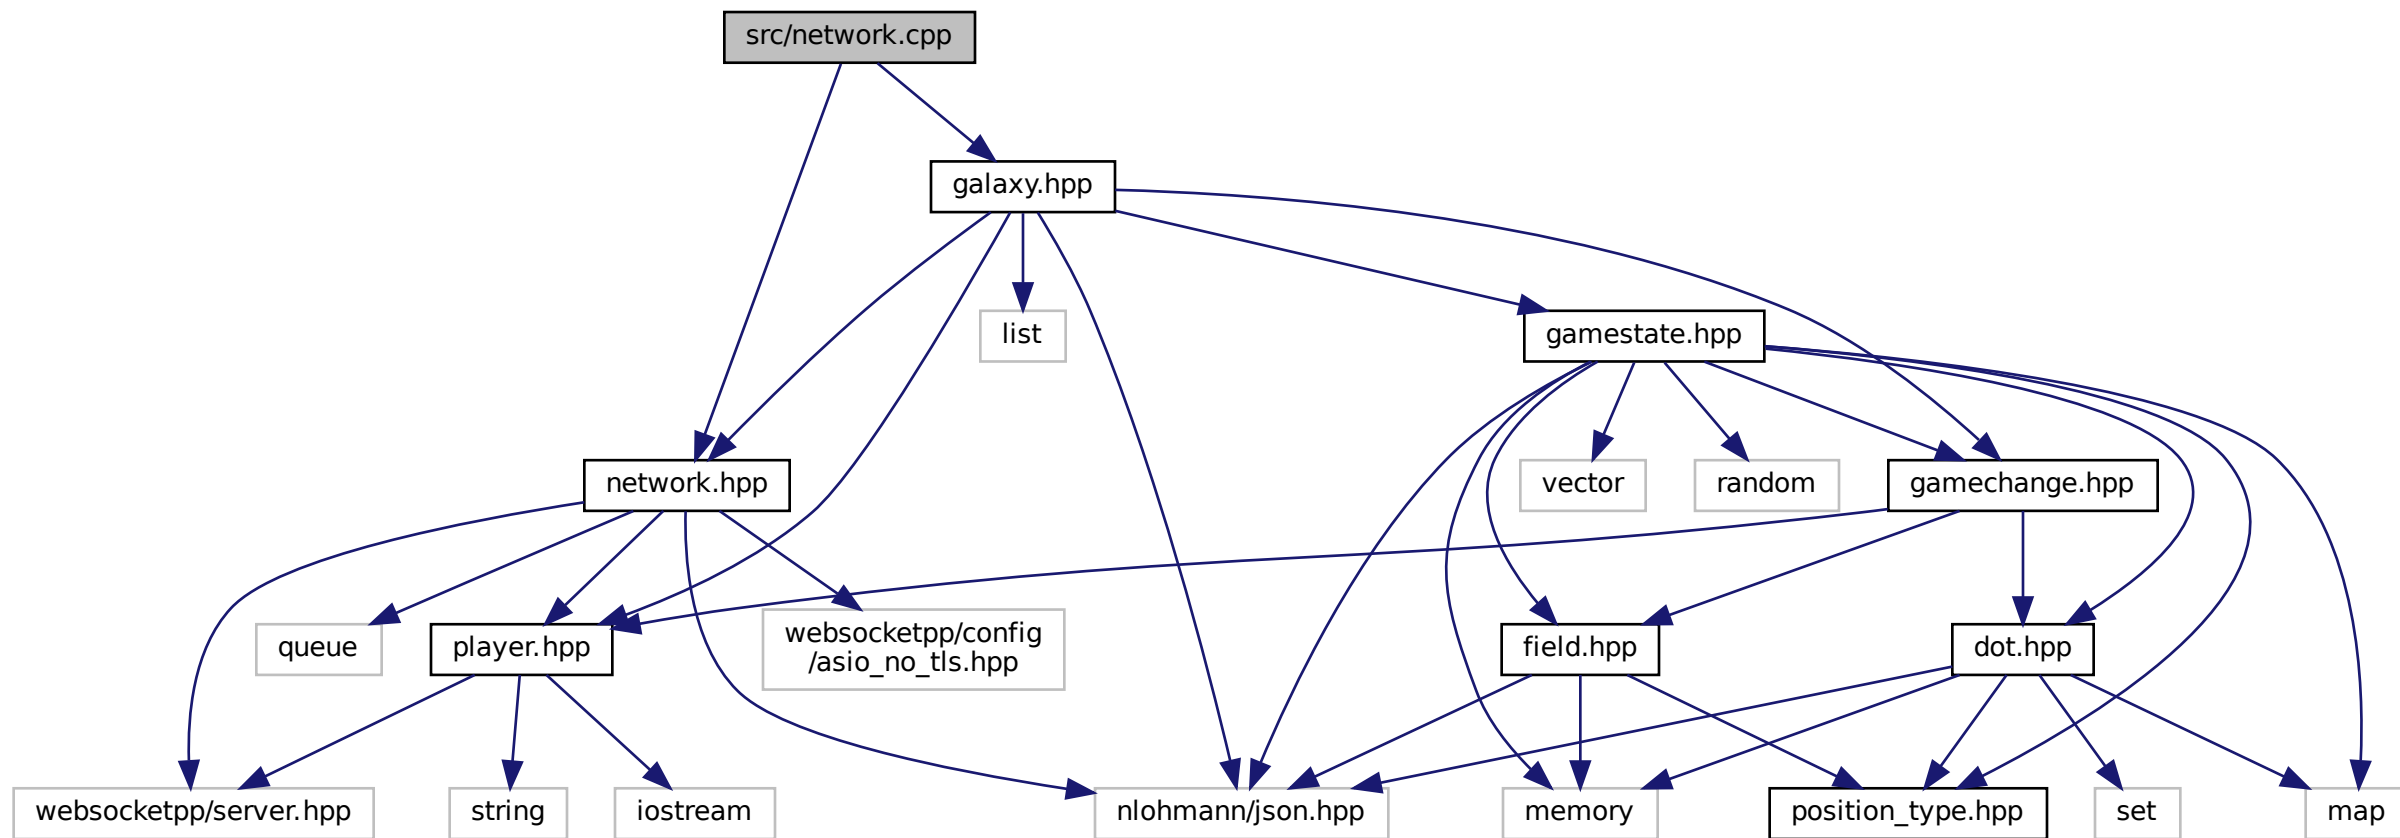 src/network.cpp
galaxy.hpp
list
gamestate.hpp
network.hpp
vector
random
gamechange.hpp
queue
player.hpp
websocketpp/config
/asio_no_tls.hpp
field.hpp
dot.hpp
websocketpp/server.hpp
string
iostream
nlohmann/json.hpp
memory
position_type.hpp
set
map